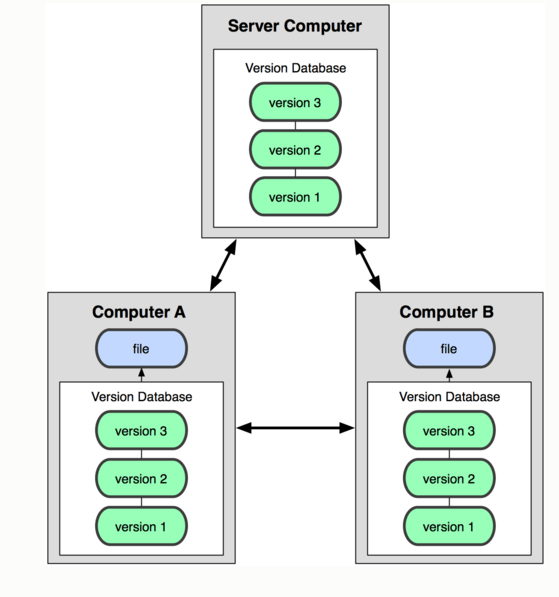 Server Computer
Version Database
version 3
version 2
version 1
Computer A
file
Version Database
version 3
version 2
version 1
Computer B
file
Version Database
version 3
version 2
version 1